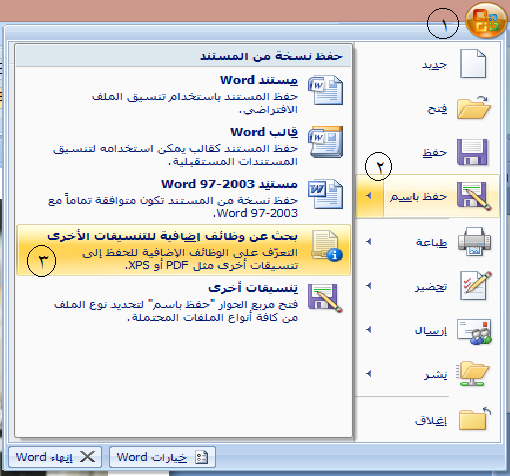 ١
جديد
فتح
حفظ
٢
حفظ باسم
طباعة
تحضير
إرسال
نشر
إغلاق
حفظ نسخة من المستند
مستند Word
حفظ المستند باستخدام تنسيق الملف
الافتراضي.
قالب Word
حفظ المستند كقالب يمكن استخدامه لتنسيق
المستندات المستقبلية.
مستند Word 97-2003
حفظ نسخة من المستند تكون متوافقة تماماً مع
Word 97-2003.
بحث عن وظائف إضافية للتنسيقات الأخرى
التعرّف على الوظائف الإضافية للحفظ إلى
تنسيقات أخرى مثل PDF أو XPS.
٣
تنسيقات أخرى
فتح مربع الحوار "حفظ باسم" لتحديد نوع الملف
من كافة أنواع الملفات المحتملة.
خيارات Word
إنهاء Word